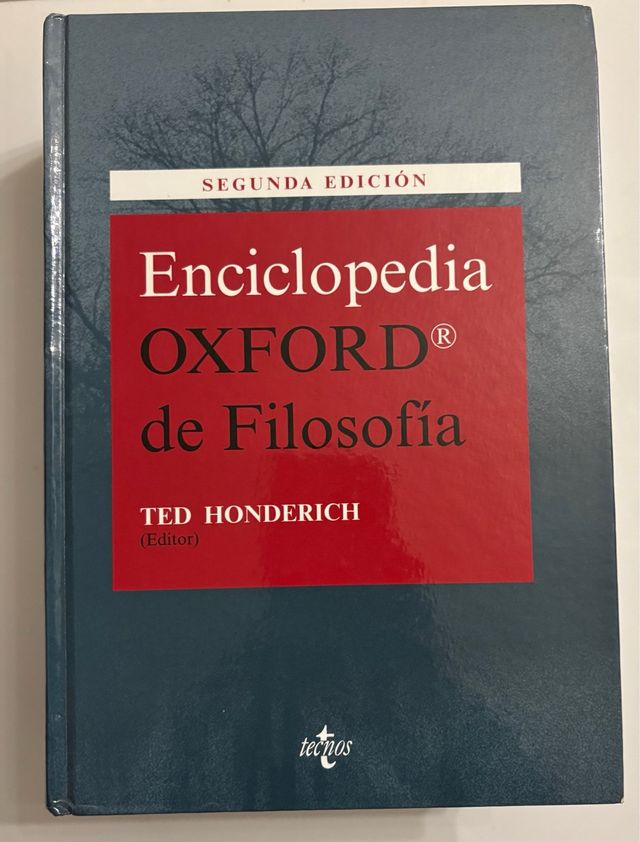 SEGUNDA EDICIÓN
Enciclopedia
OXFORD®
de Filosofía
TED HONDERICH
(Editor)
tecnos